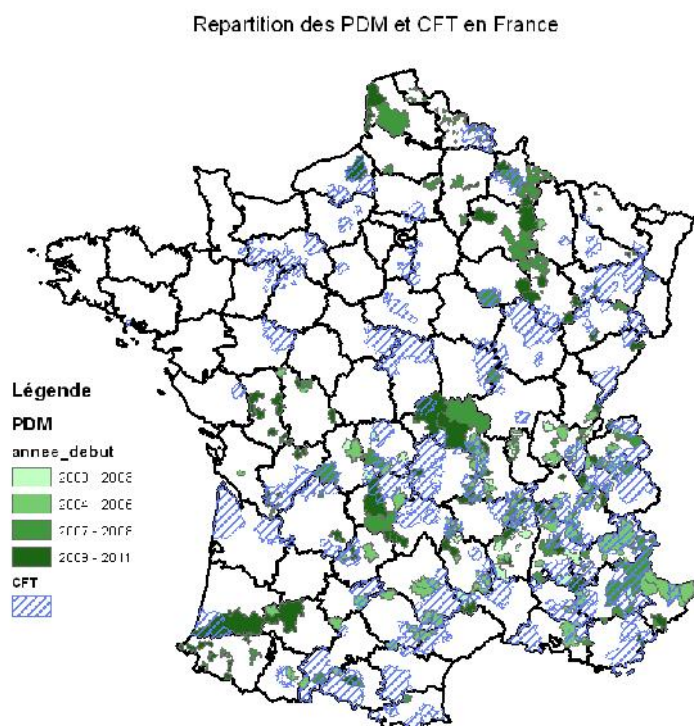 Repartition des PDM et CFT en France
Légende
PDM
annee_debut
2004 - 2006
2007 - 2008
2009 - 2011
CFT